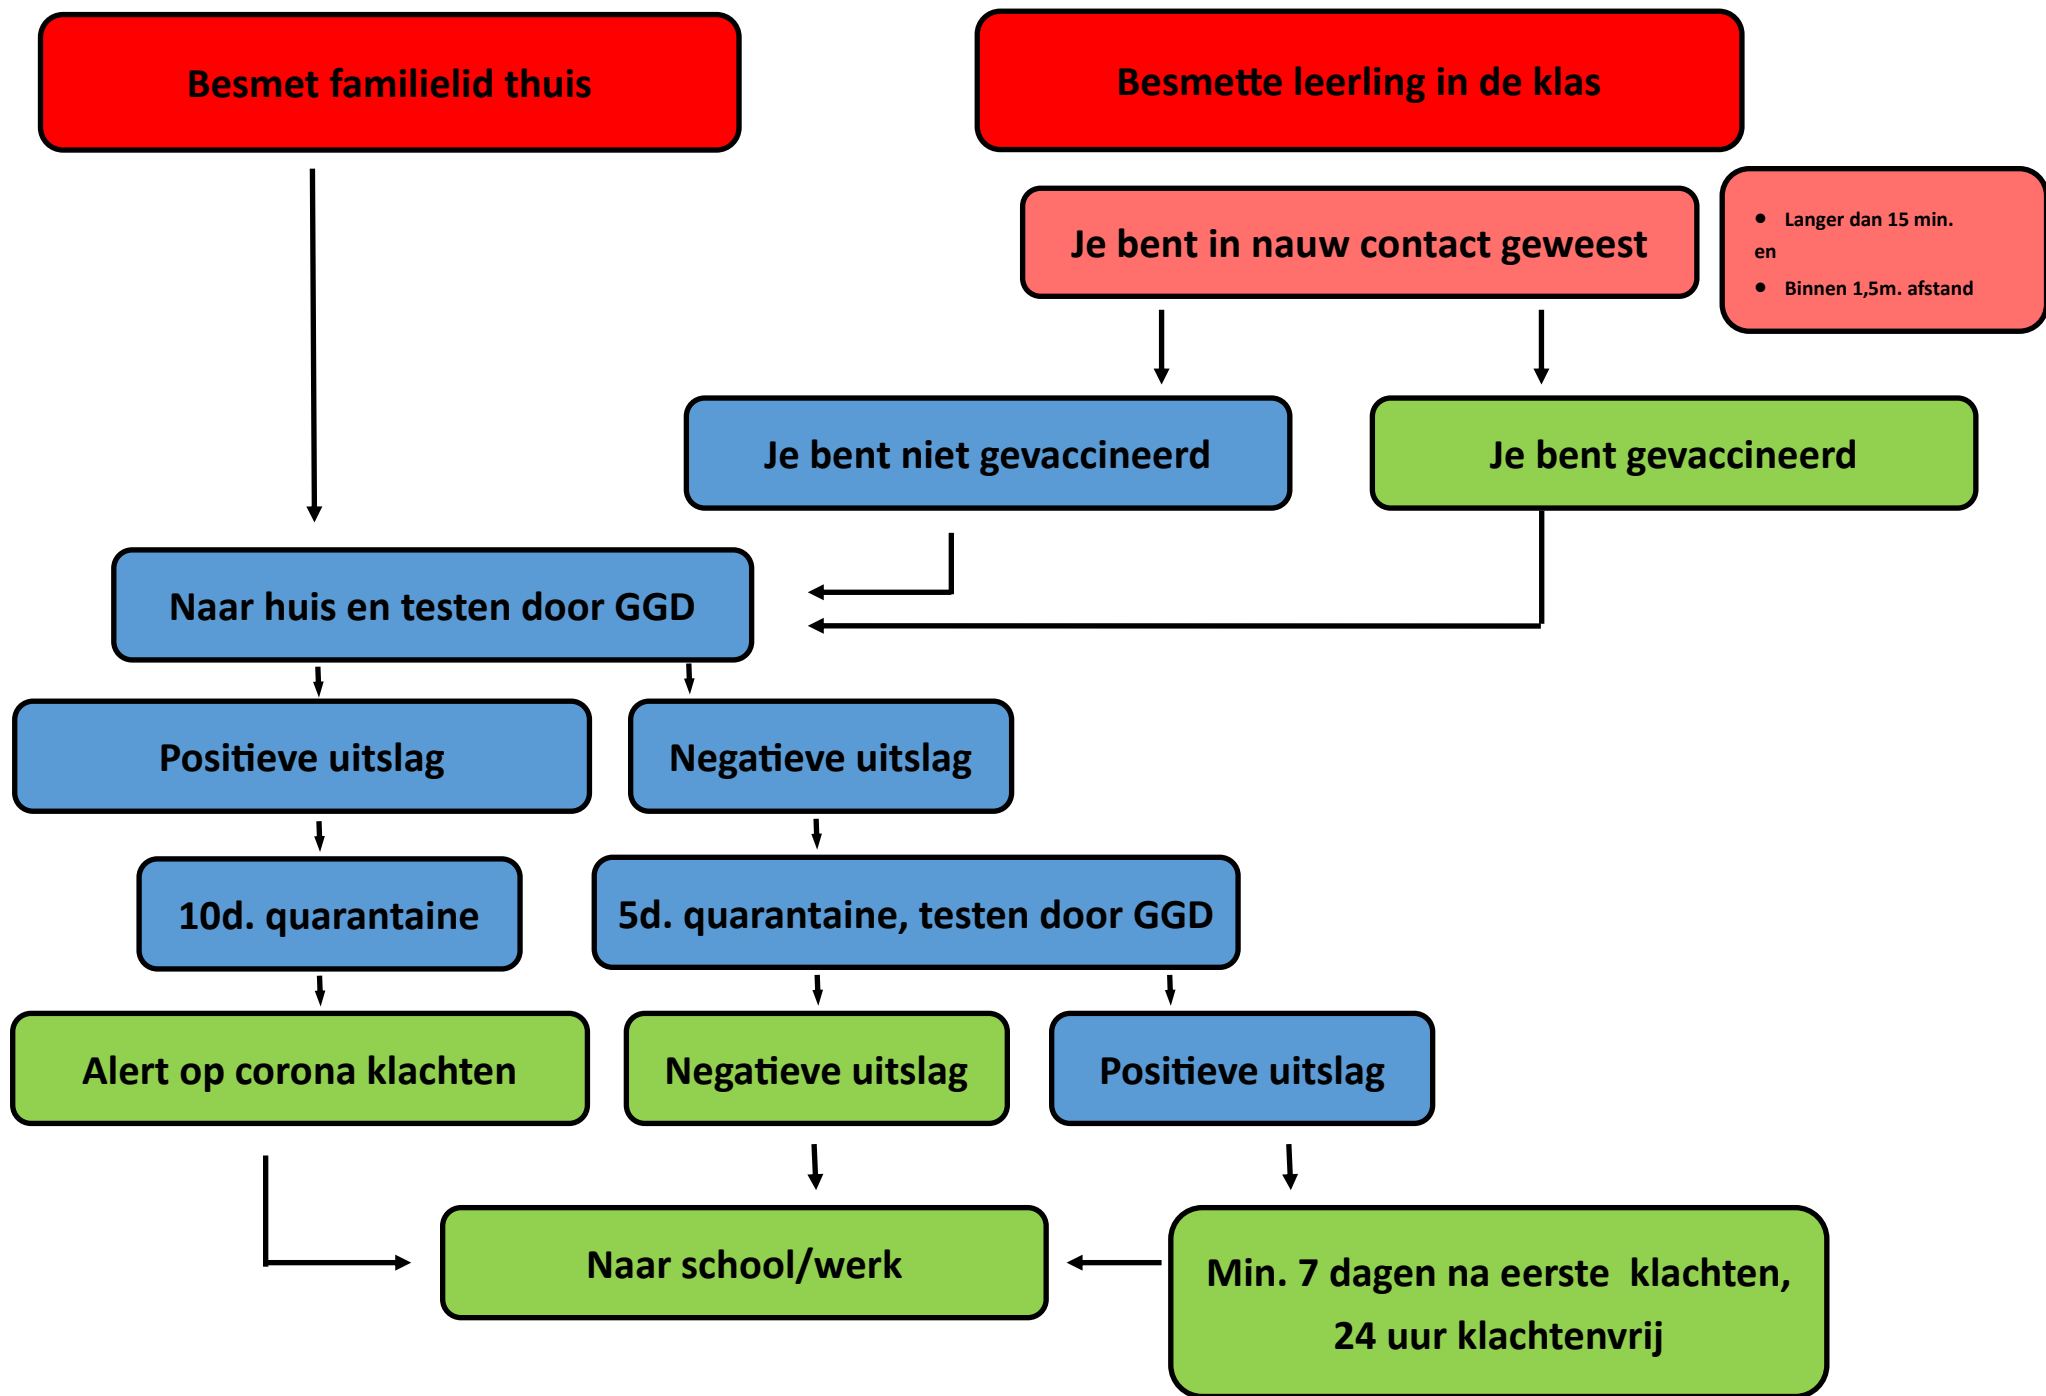 Besmet familielid thuis
Besmette leerling in de klas
Je bent in nauw contact geweest
• Langer dan 15 min.
en
• Binnen 1,5m. afstand
Je bent niet gevaccineerd
Je bent gevaccineerd
Naar huis en testen door GGD
Positieve uitslag
Negatieve uitslag
10d. quarantaine
5d. quarantaine, testen door GGD
Alert op corona klachten
Negatieve uitslag
Positieve uitslag
Naar school/werk
Min. 7 dagen na eerste  klachten,
24 uur klachtenvrij